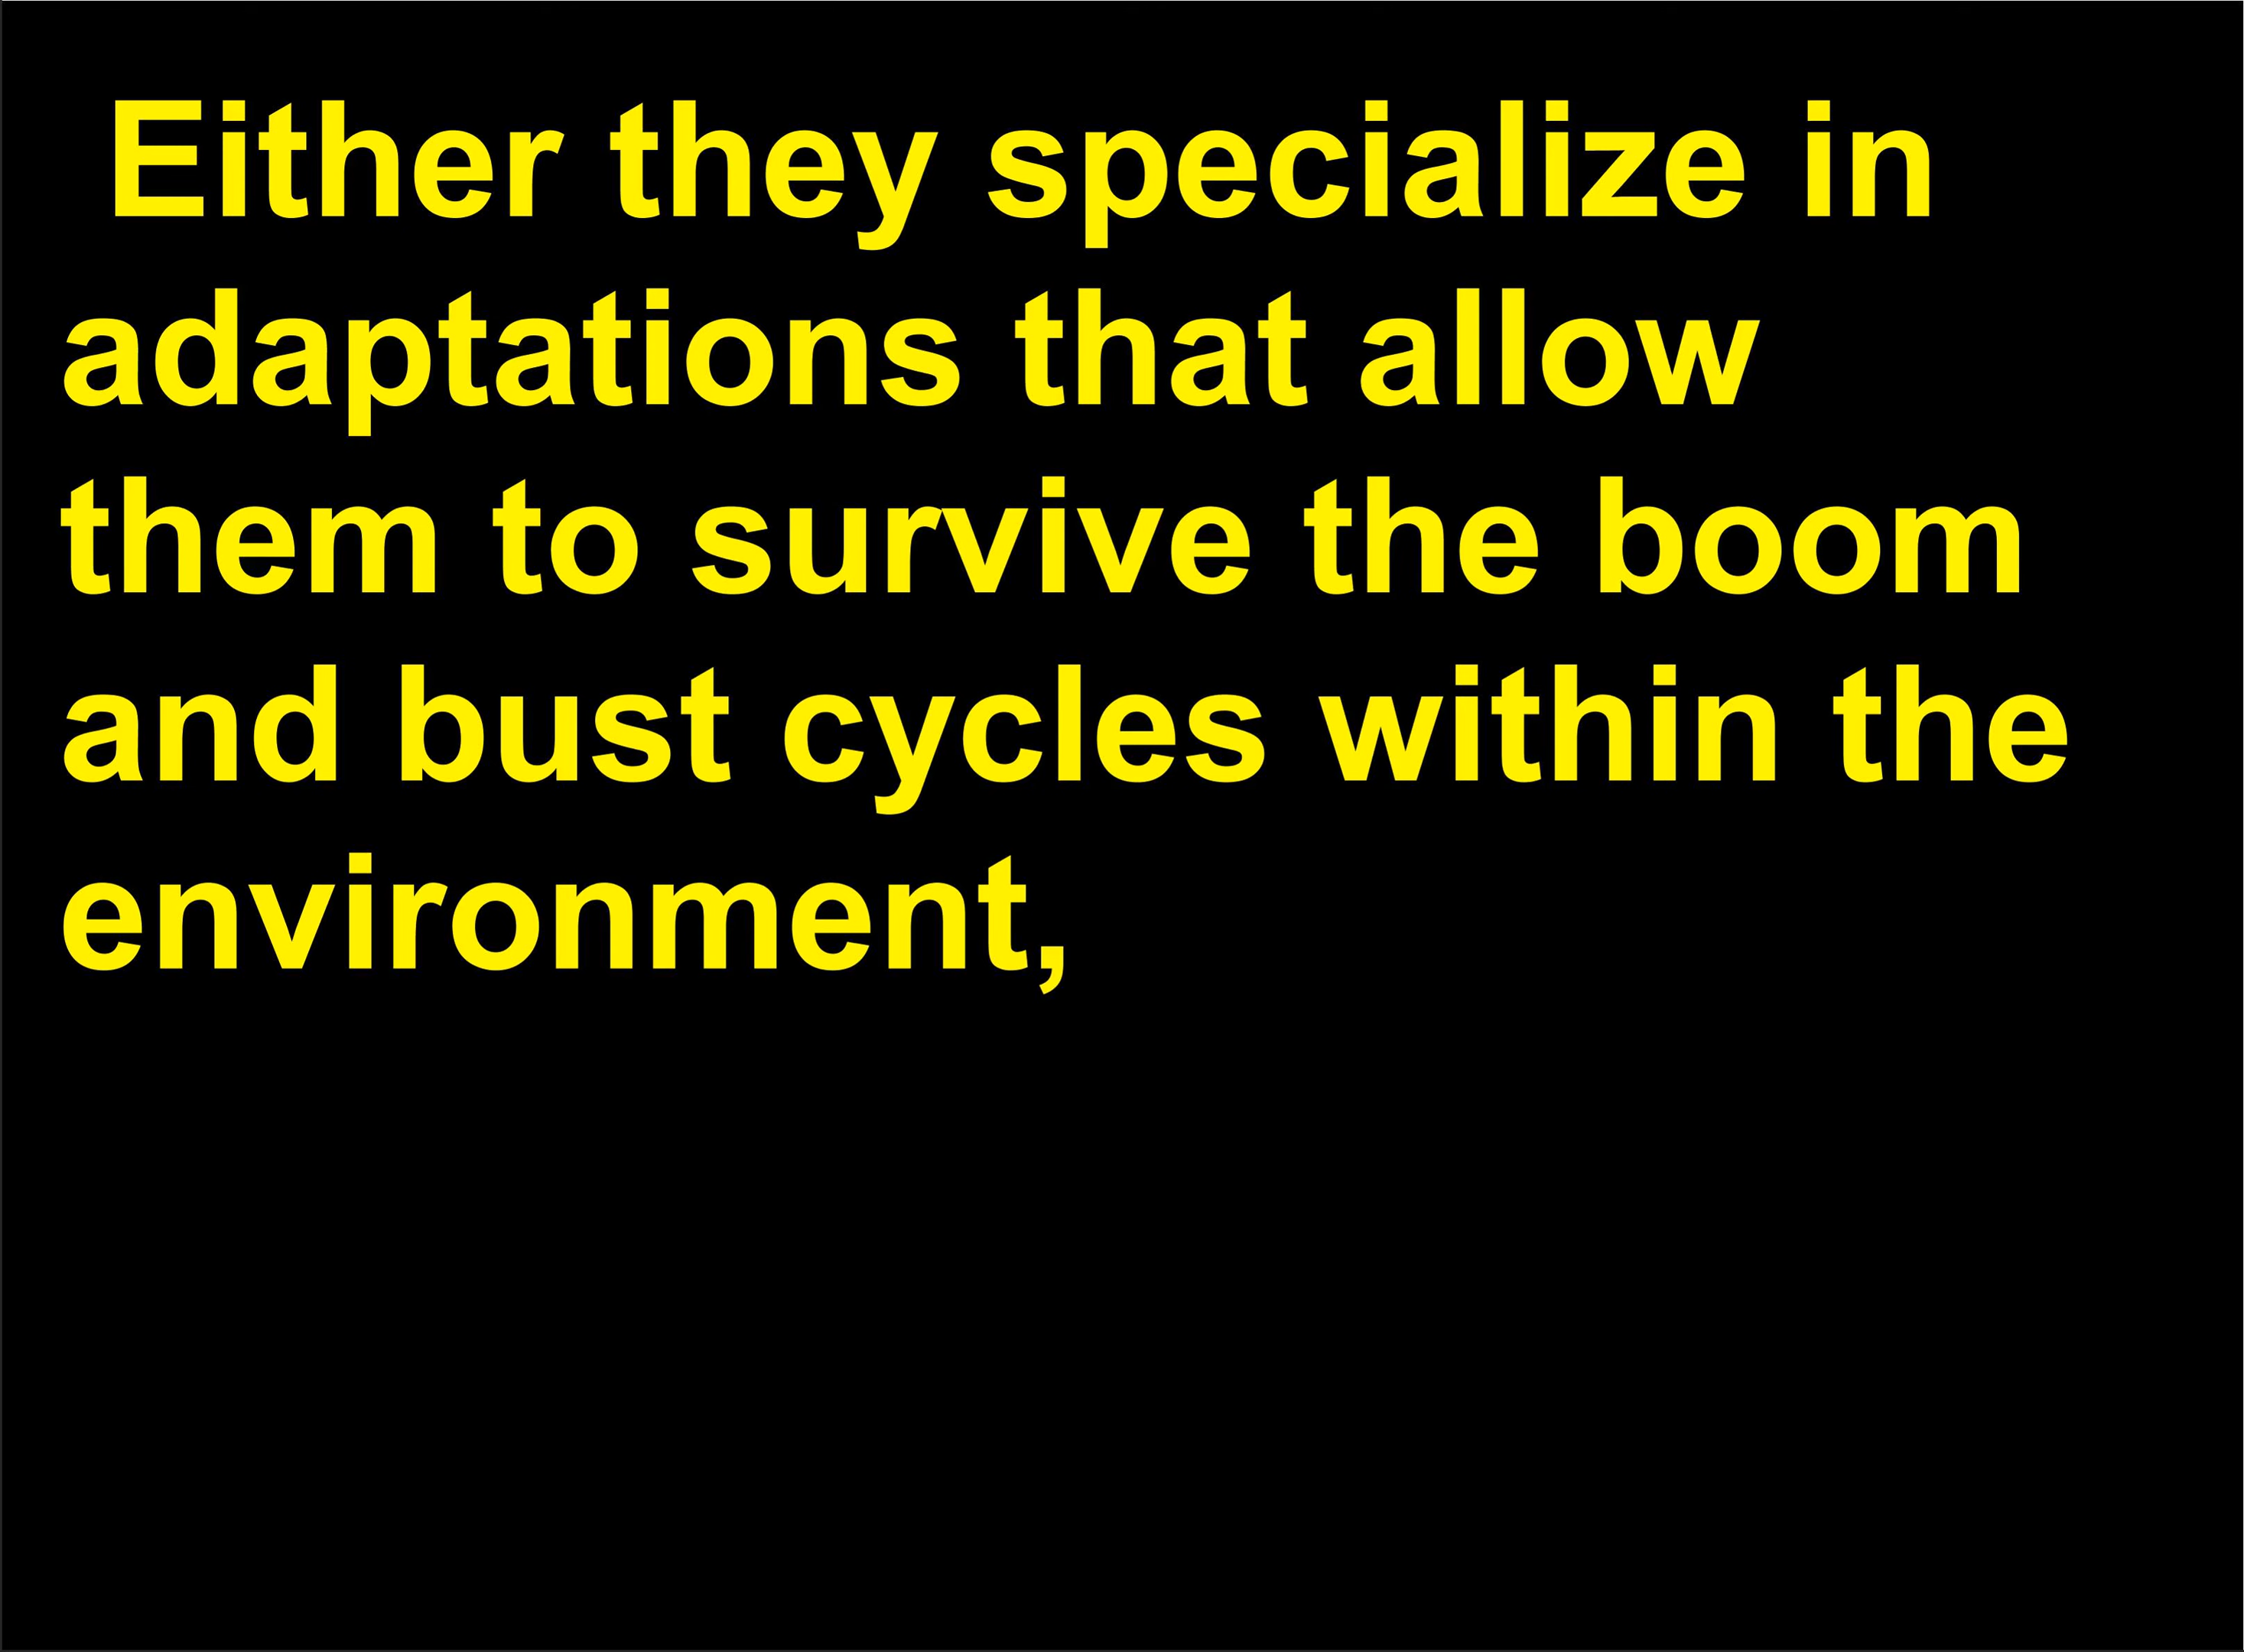 Either they specialize in
adaptations that allow
them to survive the boom
and bust cycles within the
environment,